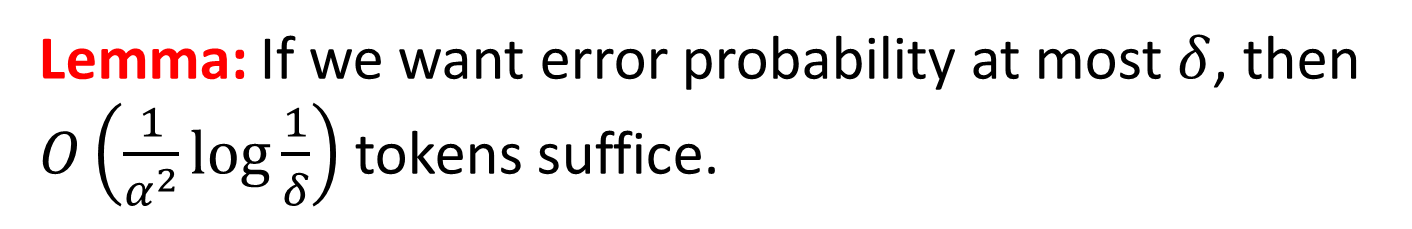 Lemma: If we want error probability at most δ, then
O(1/α² log 1/δ) tokens suffice.